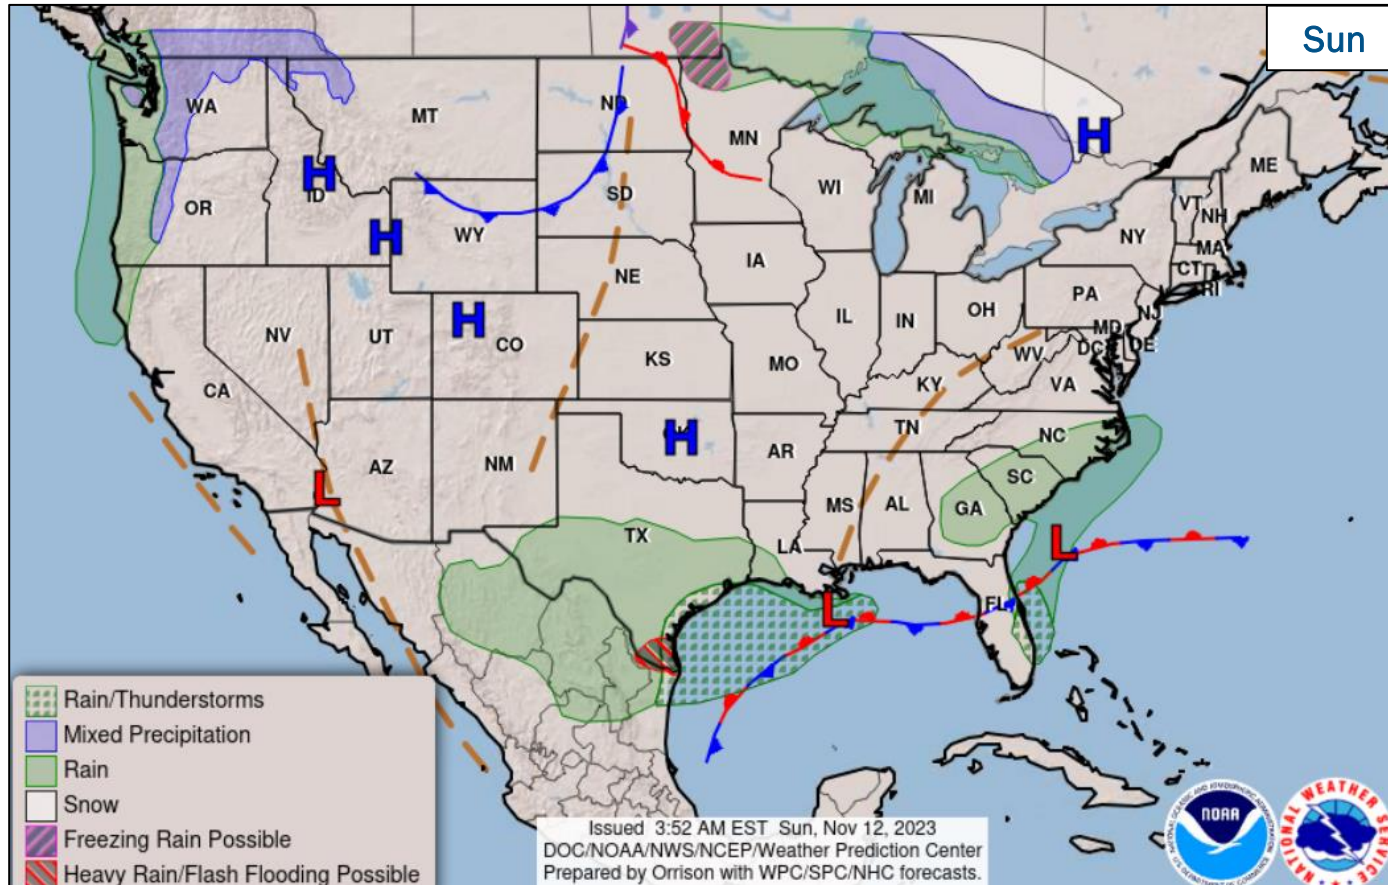 Sun
WA
MT
ND
MN
ME
ID
OR
SD
WI
MI
VT
NH
WY
NY
MA
CT
RI
IA
NE
PA
NJ
NV
UT
CO
IL
IN
OH
MD
DE
DC
WV
KS
MO
KY
VA
CA
TN
NC
AZ
NM
AR
SC
MS
AL
GA
TX
LA
FL
H
H
H
H
H
L
L
L
Rain/Thunderstorms
Mixed Precipitation
Rain
Snow
Freezing Rain Possible
Heavy Rain/Flash Flooding Possible
Issued 3:52 AM EST Sun, Nov 12, 2023
DOC/NOAA/NWS/NCEP/Weather Prediction Center
Prepared by Orrison with WPC/SPC/NHC forecasts.
NOAA
NATIONAL WEATHER SERVICE